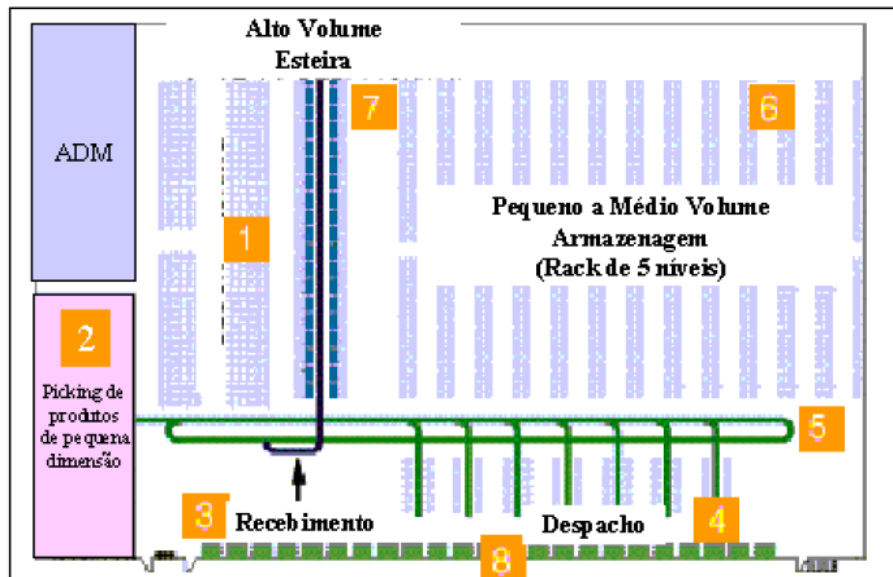 Alto Volume
Esteira
7
6
ADM
1
Pequeno a Médio Volume
Armazenagem
(Rack de 5 níveis)
2
Picking de
produtos
de pequena
dimensão
5
3
Recebimento
Despacho
4
8